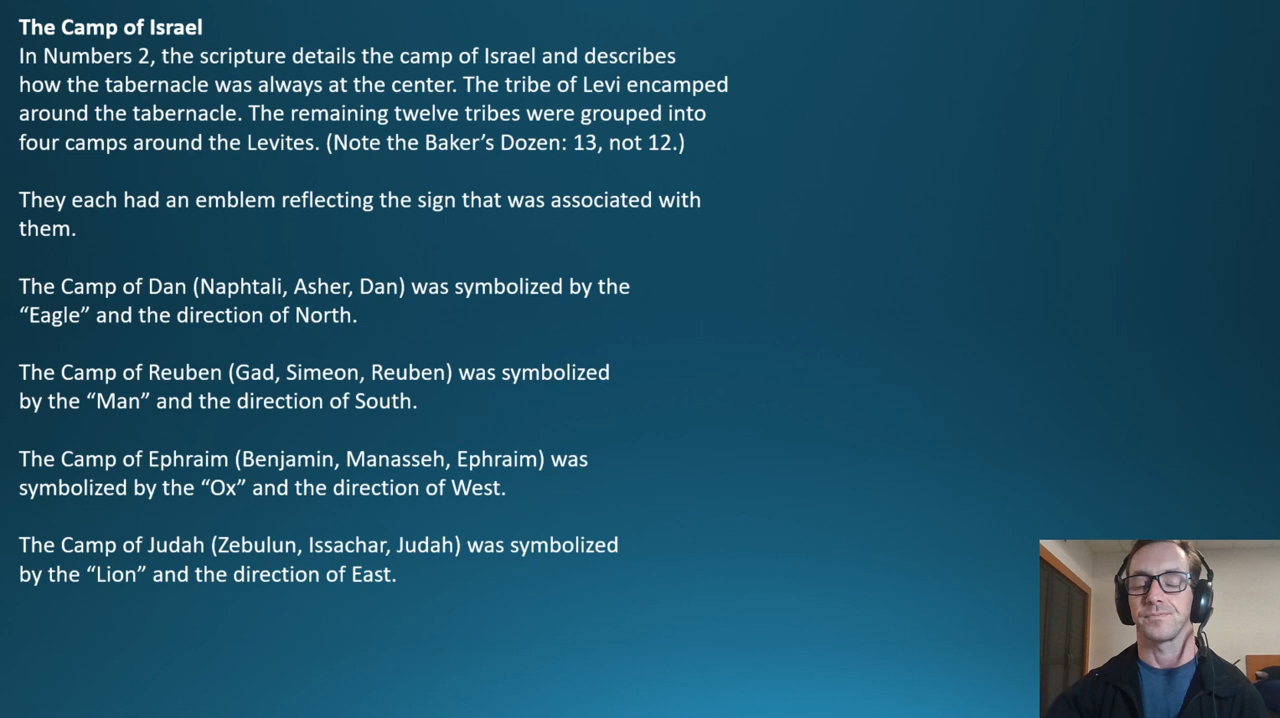 The Camp of Israel
In Numbers 2, the scripture details the camp of Israel and describes
how the tabernacle was always at the center. The tribe of Levi encamped
around the tabernacle. The remaining twelve tribes were grouped into
four camps around the Levites. (Note the Baker’s Dozen: 13, not 12.)
They each had an emblem reflecting the sign that was associated with
them.
The Camp of Dan (Naphtali, Asher, Dan) was symbolized by the
“Eagle” and the direction of North.
The Camp of Reuben (Gad, Simeon, Reuben) was symbolized
by the “Man” and the direction of South.
The Camp of Ephraim (Benjamin, Manasseh, Ephraim) was
symbolized by the “Ox” and the direction of West.
The Camp of Judah (Zebulun, Issachar, Judah) was symbolized
by the “Lion” and the direction of East.